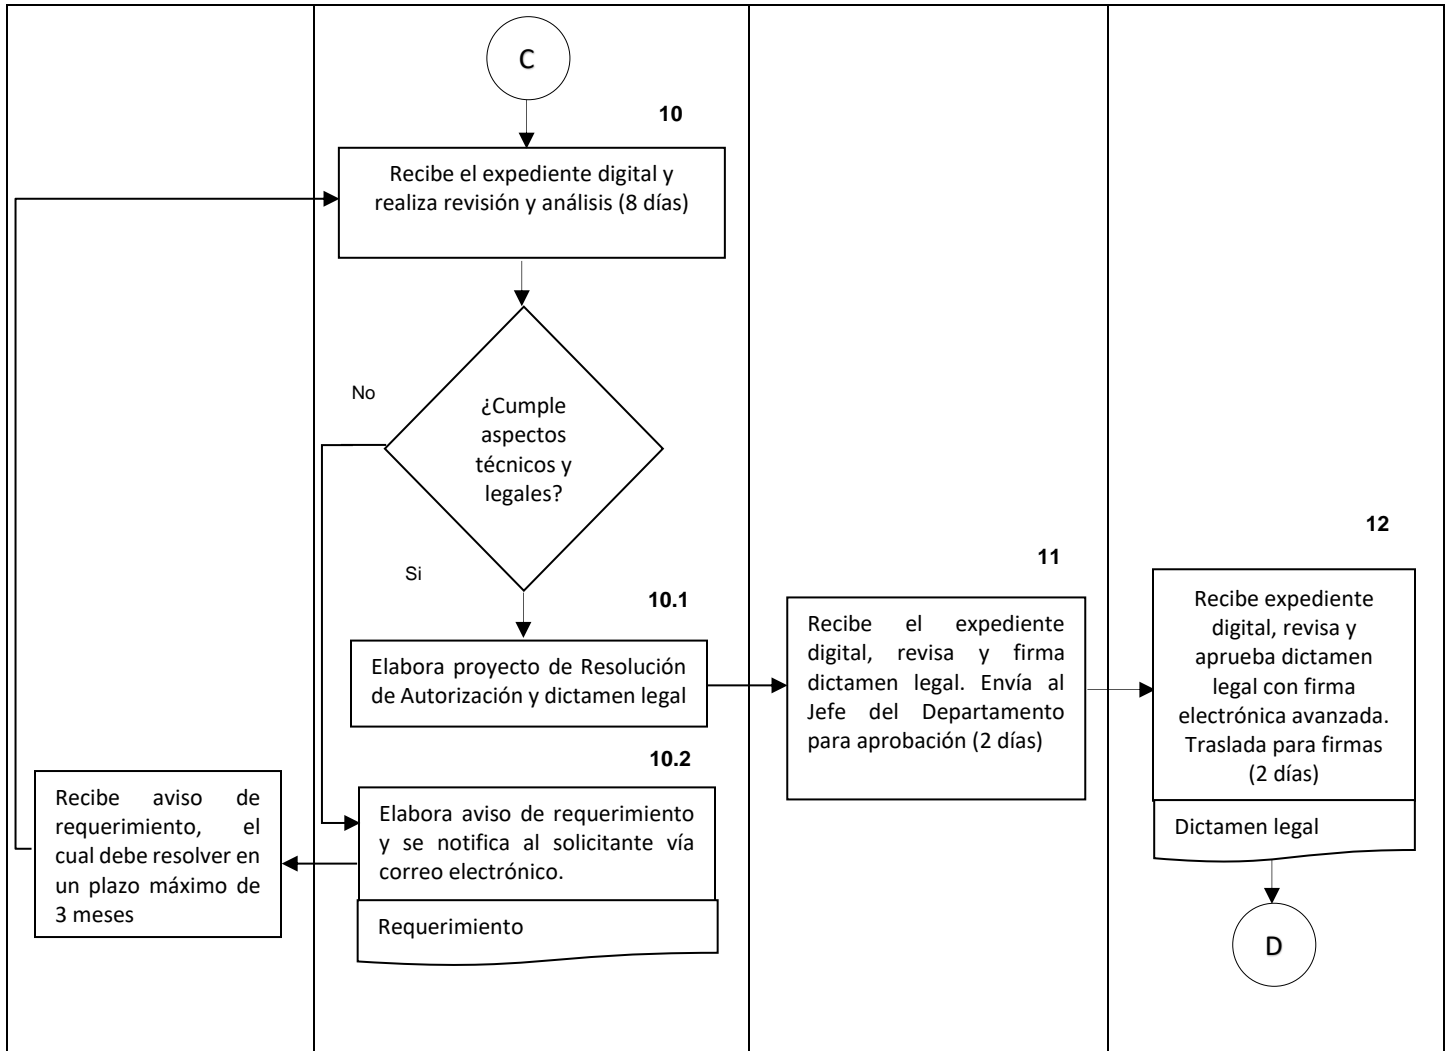 C
10
Recibe el expediente digital y
realiza revisión y análisis (8 días)
No
¿Cumple
aspectos
técnicos y
legales?
Si
10.1
Elabora proyecto de Resolución
de Autorización y dictamen legal
10.2
Elabora aviso de requerimiento
y se notifica al solicitante vía
correo electrónico.
Requerimiento
Recibe aviso de
requerimiento, el
cual debe resolver en
un plazo máximo de
3 meses
11
Recibe el expediente
digital, revisa y firma
dictamen legal. Envía al
Jefe del Departamento
para aprobación (2 días)
12
Recibe expediente
digital, revisa y
aprueba dictamen
legal con firma
electrónica avanzada.
Traslada para firmas
(2 días)
Dictamen legal
D